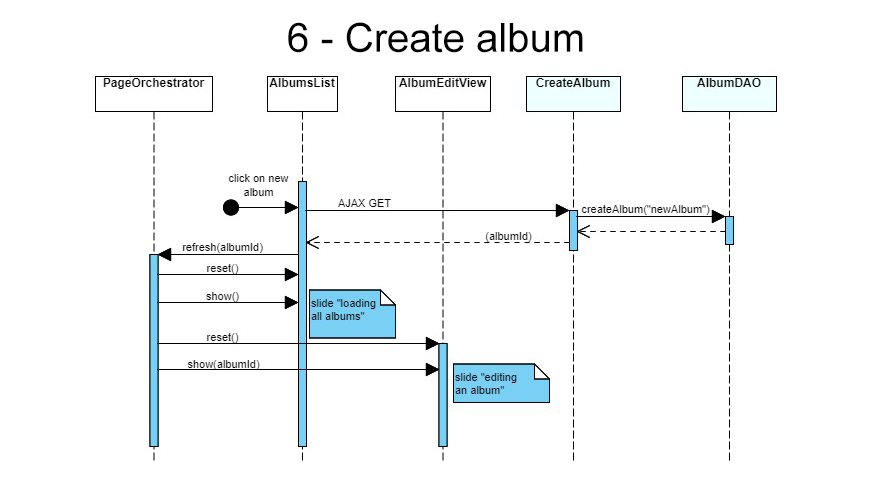 6 - Create album
PageOrchestrator
AlbumsList
AlbumEditView
CreateAlbum
AlbumDAO
click on new
album
AJAX GET
createAlbum("newAlbum")
(albumId)
refresh(albumId)
reset()
show()
slide "loading
all albums"
reset()
show(albumId)
slide "editing
an album"